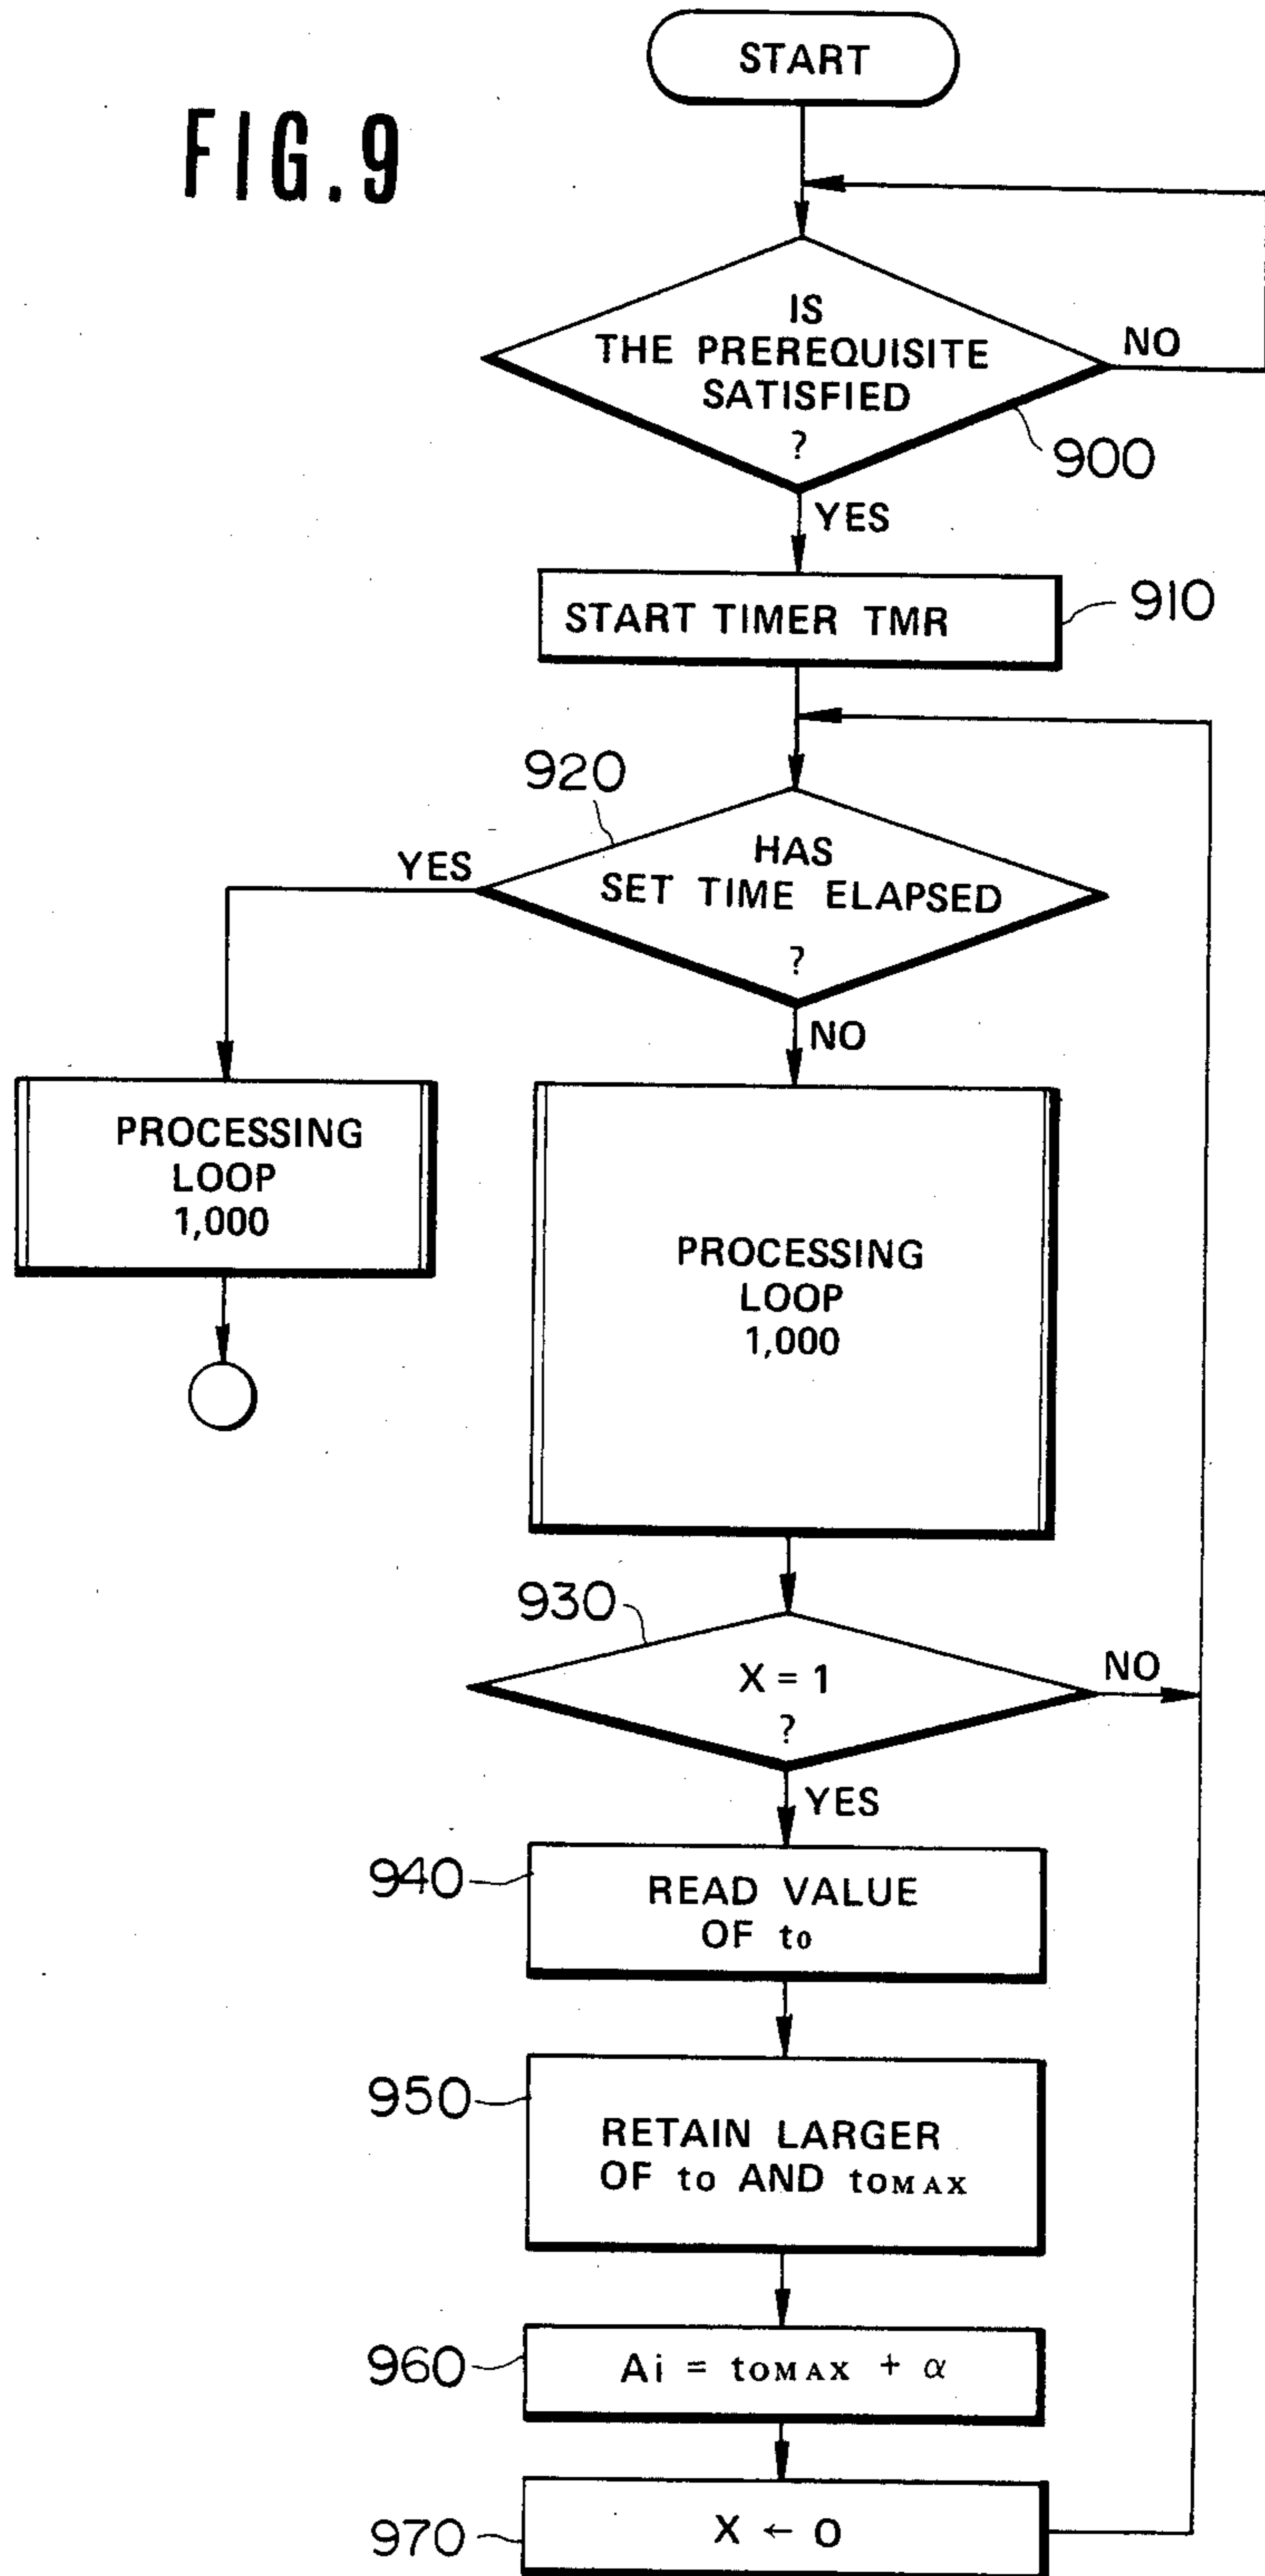 FIG.9
START
IS
THE PREREQUISITE
SATISFIED
?
NO
900
YES
START TIMER TMR
910
920
HAS
SET TIME ELAPSED
?
YES
NO
PROCESSING
LOOP
1,000
PROCESSING
LOOP
1,000
930
X = 1
?
NO
YES
940
READ VALUE
OF to
950
RETAIN LARGER
OF to AND toMAX
960
Ai = toMAX + α
970
X ← 0